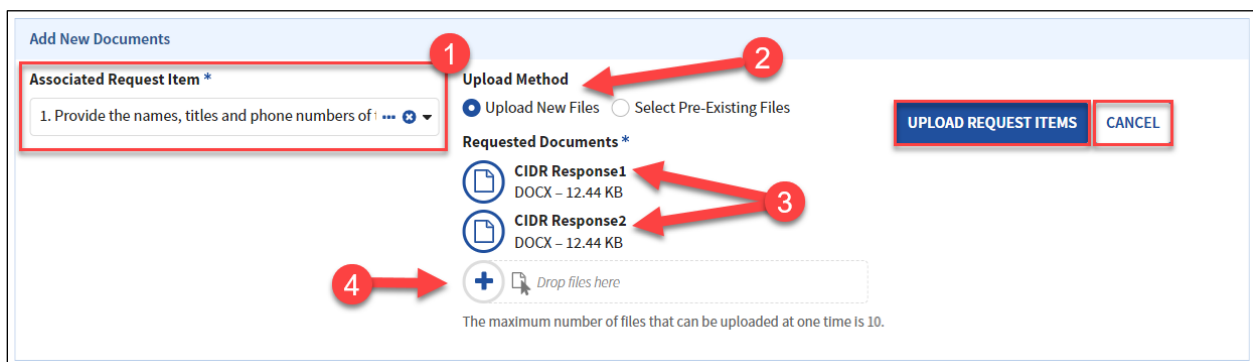 Add New Documents
1
Associated Request Item *
1. Provide the names, titles and phone numbers of
Upload Method
2
Upload New Files
Select Pre-Existing Files
Requested Documents *
CIDR Response1
DOCX – 12.44 KB
CIDR Response2
DOCX – 12.44 KB
3
4
Drop files here
The maximum number of files that can be uploaded at one time is 10.
UPLOAD REQUEST ITEMS
CANCEL